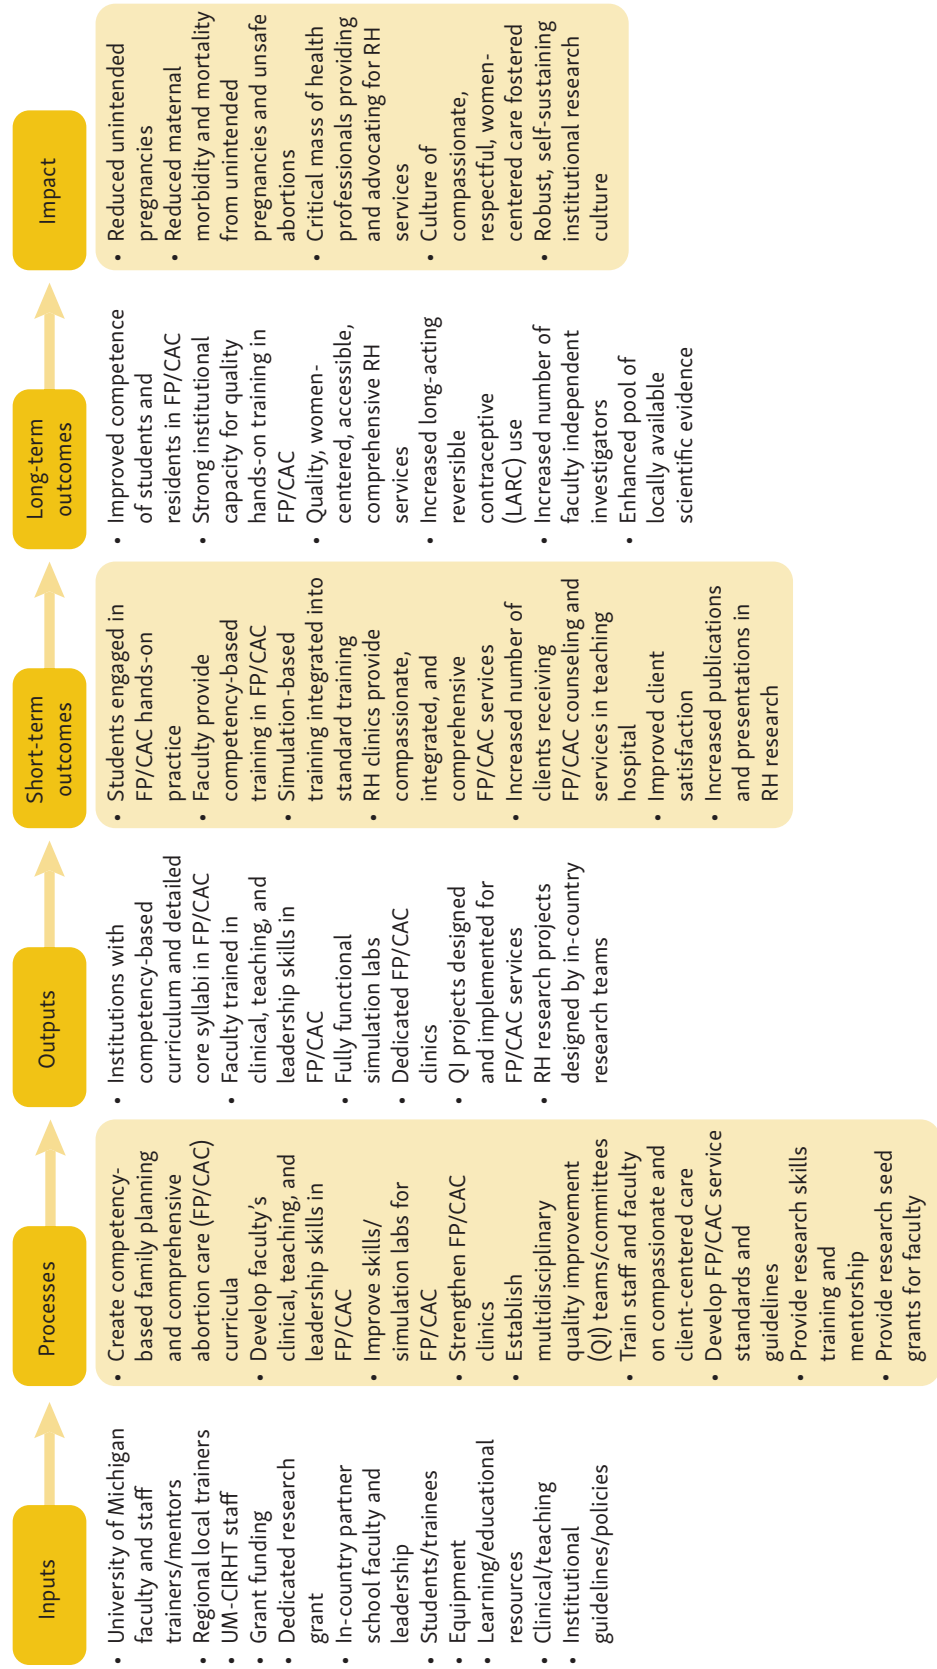 Inputs
• University of Michigan
faculty and staff
trainers/mentors
• Regional local trainers
• UM-CIRHT staff
• Grant funding
• Dedicated research
grant
• In-country partner
school faculty and
leadership
• Students/trainees
• Equipment
• Learning/educational
resources
• Clinical/teaching
• Institutional
guidelines/policies
Processes
• Create competency-
based family planning
and comprehensive
abortion care (FP/CAC)
curricula
• Develop faculty’s
clinical, teaching, and
leadership skills in
FP/CAC
• Improve skills/
simulation labs for
FP/CAC
• Strengthen FP/CAC
clinics
• Establish
multidisciplinary
quality improvement
(QI) teams/committees
• Train staff and faculty
on compassionate and
client-centered care
• Develop FP/CAC service
standards and
guidelines
• Provide research skills
training and
mentorship
• Provide research seed
grants for faculty
Outputs
• Institutions with
competency-based
curriculum and detailed
core syllabi in FP/CAC
• Faculty trained in
clinical, teaching, and
leadership skills in
FP/CAC
• Fully functional
simulation labs
• Dedicated FP/CAC
clinics
• QI projects designed
and implemented for
FP/CAC services
• RH research projects
designed by in-country
research teams
Short-term
outcomes
• Students engaged in
FP/CAC hands-on
practice
• Faculty provide
competency-based
training in FP/CAC
• Simulation-based
training integrated into
standard training
• RH clinics provide
compassionate,
integrated, and
comprehensive
FP/CAC services
• Increased number of
clients receiving
FP/CAC counseling and
services in teaching
hospital
• Improved client
satisfaction
• Increased publications
and presentations in
RH research
Long-term
outcomes
• Improved competence
of students and
residents in FP/CAC
• Strong institutional
capacity for quality
hands-on training in
FP/CAC
• Quality, women-
centered, accessible,
comprehensive RH
services
• Increased long-acting
reversible
contraceptive
(LARC) use
• Increased number of
faculty independent
investigators
• Enhanced pool of
locally available
scientific evidence
Impact
• Reduced unintended
pregnancies
• Reduced maternal
morbidity and mortality
from unintended
pregnancies and unsafe
abortions
• Critical mass of health
professionals providing
and advocating for RH
services
• Culture of
compassionate,
respectful, women-
centered care fostered
• Robust, self-sustaining
institutional research
culture